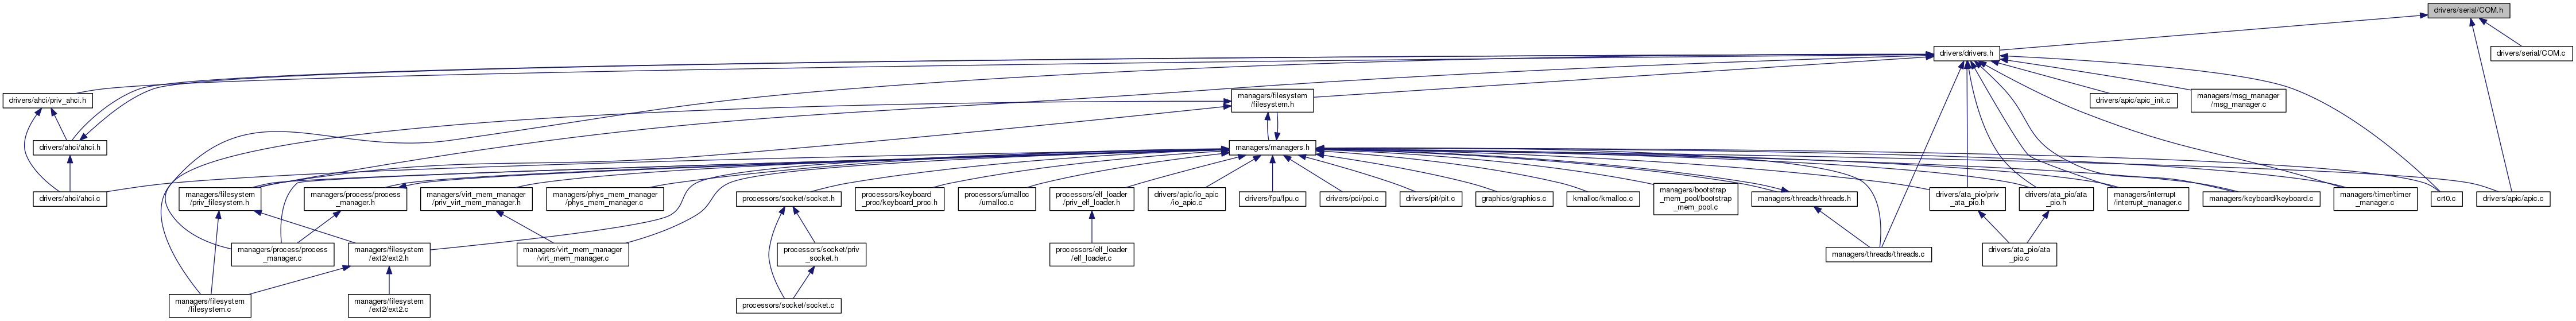 drivers/serial/COM.h
drivers/drivers.h
drivers/serial/COM.c
drivers/ahci/priv_ahci.h
managers/filesystem
/filesystem.h
drivers/apic/apic_init.c
managers/msg_manager
/msg_manager.c
drivers/ahci/ahci.h
managers/managers.h
drivers/ahci/ahci.c
managers/filesystem
/priv_filesystem.h
managers/process/process
_manager.h
managers/virt_mem_manager
/priv_virt_mem_manager.h
managers/phys_mem_manager
/phys_mem_manager.c
processors/socket/socket.h
processors/keyboard
_proc/keyboard_proc.h
processors/umalloc
/umalloc.c
processors/elf_loader
/priv_elf_loader.h
drivers/apic/io_apic
/io_apic.c
drivers/fpu/fpu.c
drivers/pci/pci.c
drivers/pit/pit.c
graphics/graphics.c
kmalloc/kmalloc.c
managers/bootstrap
_mem_pool/bootstrap
_mem_pool.c
managers/threads/threads.h
drivers/ata_pio/priv
_ata_pio.h
drivers/ata_pio/ata
_pio.h
managers/interrupt
/interrupt_manager.c
managers/keyboard/keyboard.c
managers/timer/timer
_manager.c
crt0.c
drivers/apic/apic.c
managers/process/process
_manager.c
managers/filesystem
/ext2/ext2.h
managers/virt_mem_manager
/virt_mem_manager.c
processors/socket/priv
_socket.h
processors/elf_loader
/elf_loader.c
managers/threads/threads.c
drivers/ata_pio/ata
_pio.c
managers/filesystem
/filesystem.c
managers/filesystem
/ext2/ext2.c
processors/socket/socket.c